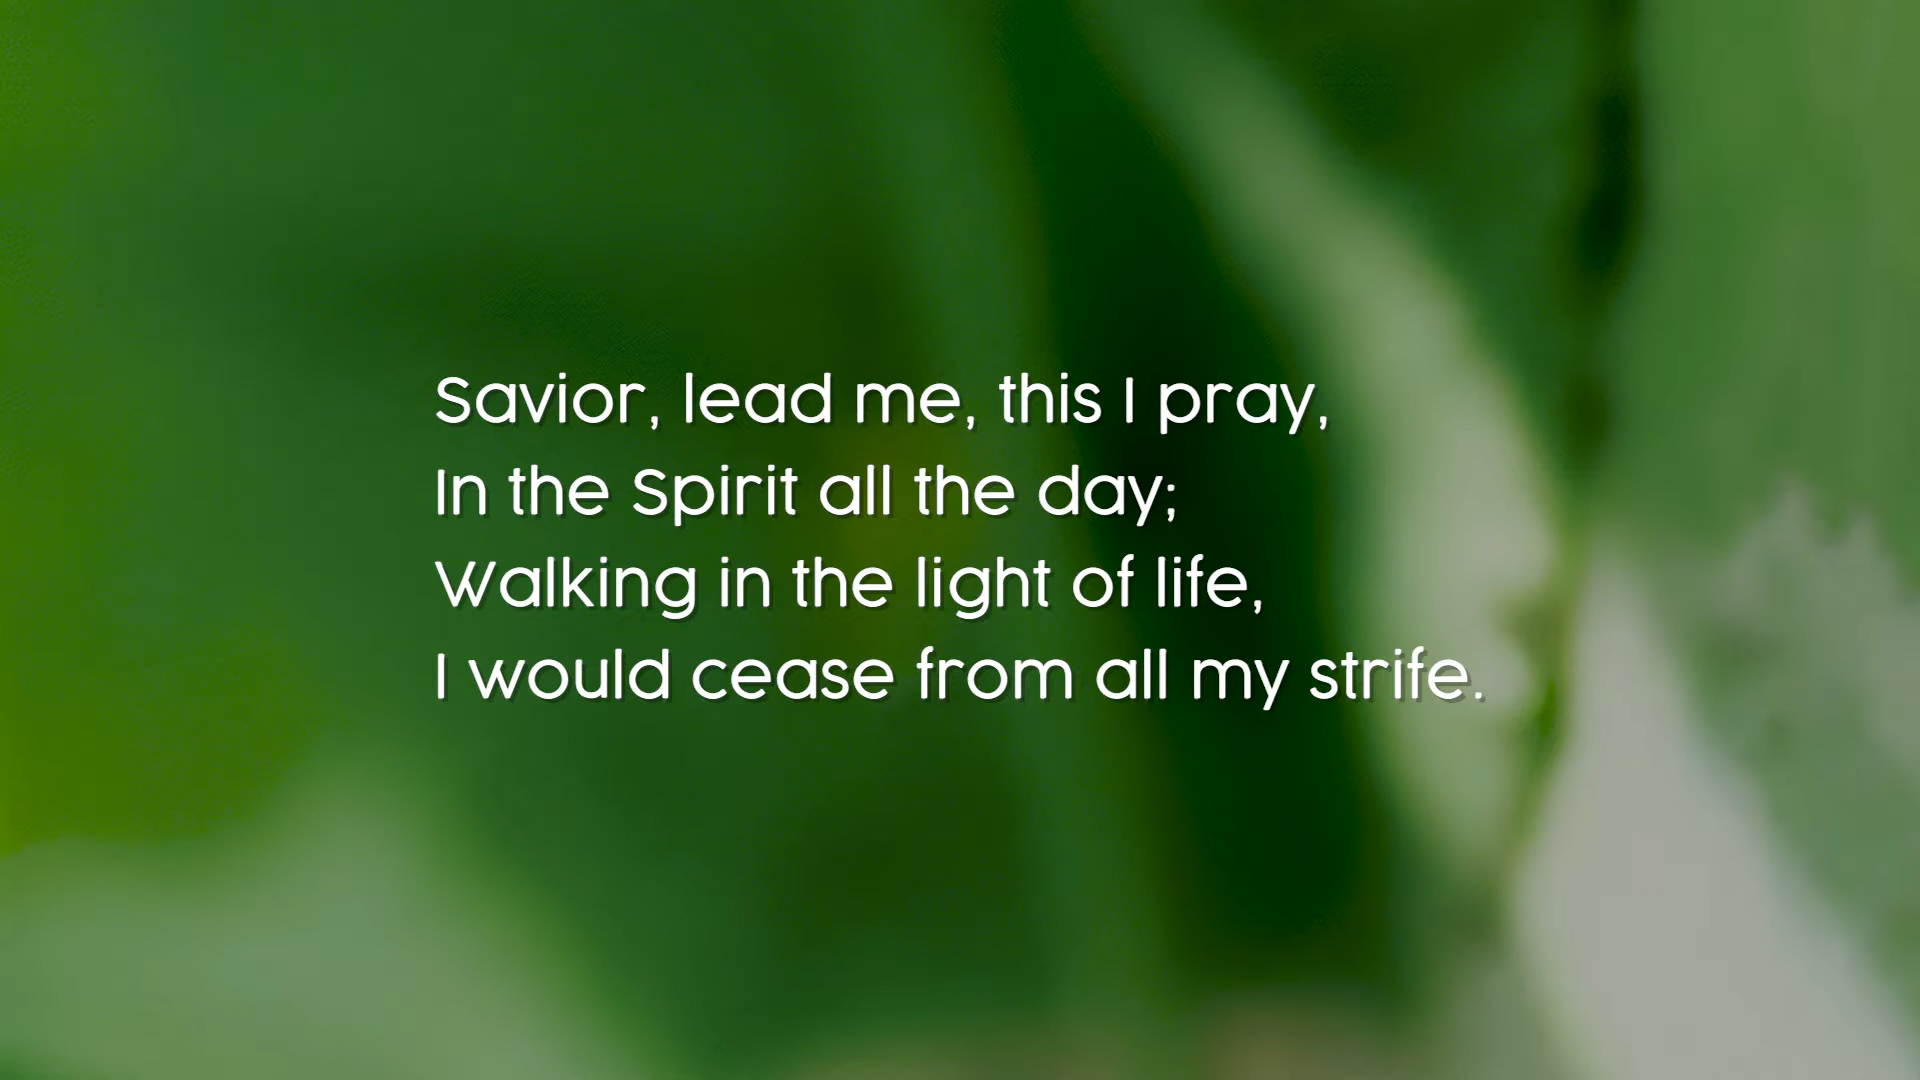 Savior, lead me, this I pray,
In the Spirit all the day;
Walking in the light of life,
I would cease from all my strife.